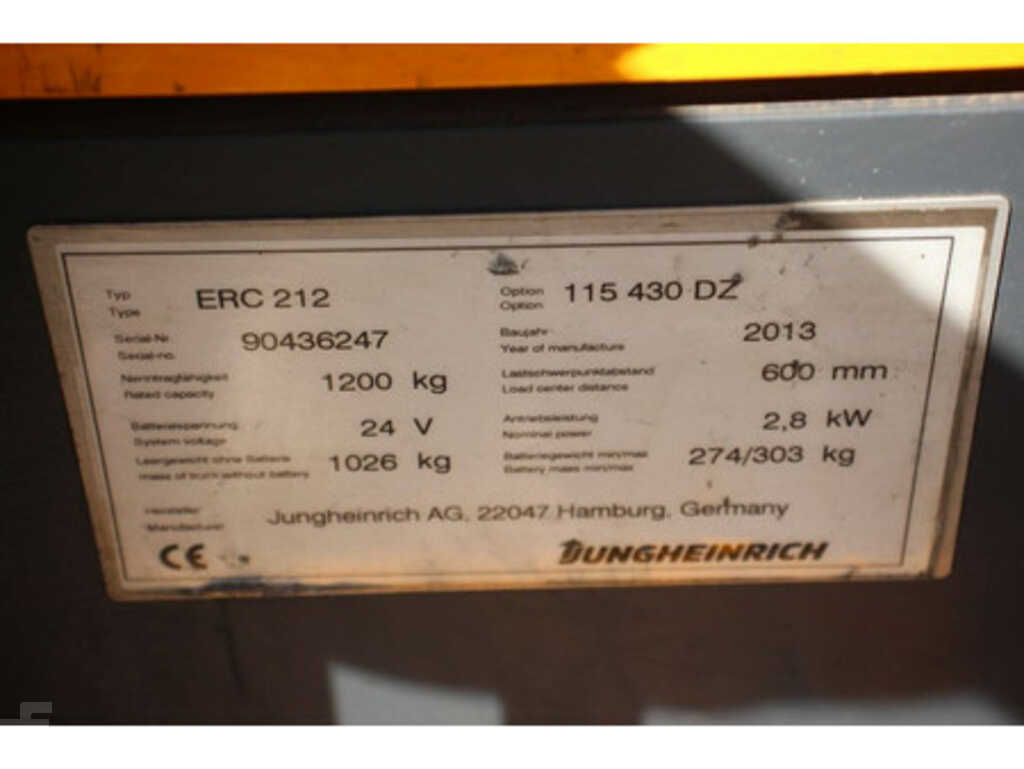 Typ ERC 212 Option 115 430 DZ
Type Option
Serial-Nr. 90436247 Baujahr 2013
Serial-no. Year of manufacture
Nenntragfähigkeit 1200 kg Lastschwerpunktabstand 600 mm
Rated capacity Load center distance
Batteriespannung 24 V Antriebsleistung 2,8 kW
System voltage Nominal power
Leergewicht ohne Batterie 1026 kg Batteriegewicht min/max 274/303 kg
mass of truck without battery Battery mass min/max
Hersteller Jungheinrich AG, 22047 Hamburg, Germany
Manufacturer
CE JUNGHEINRICH